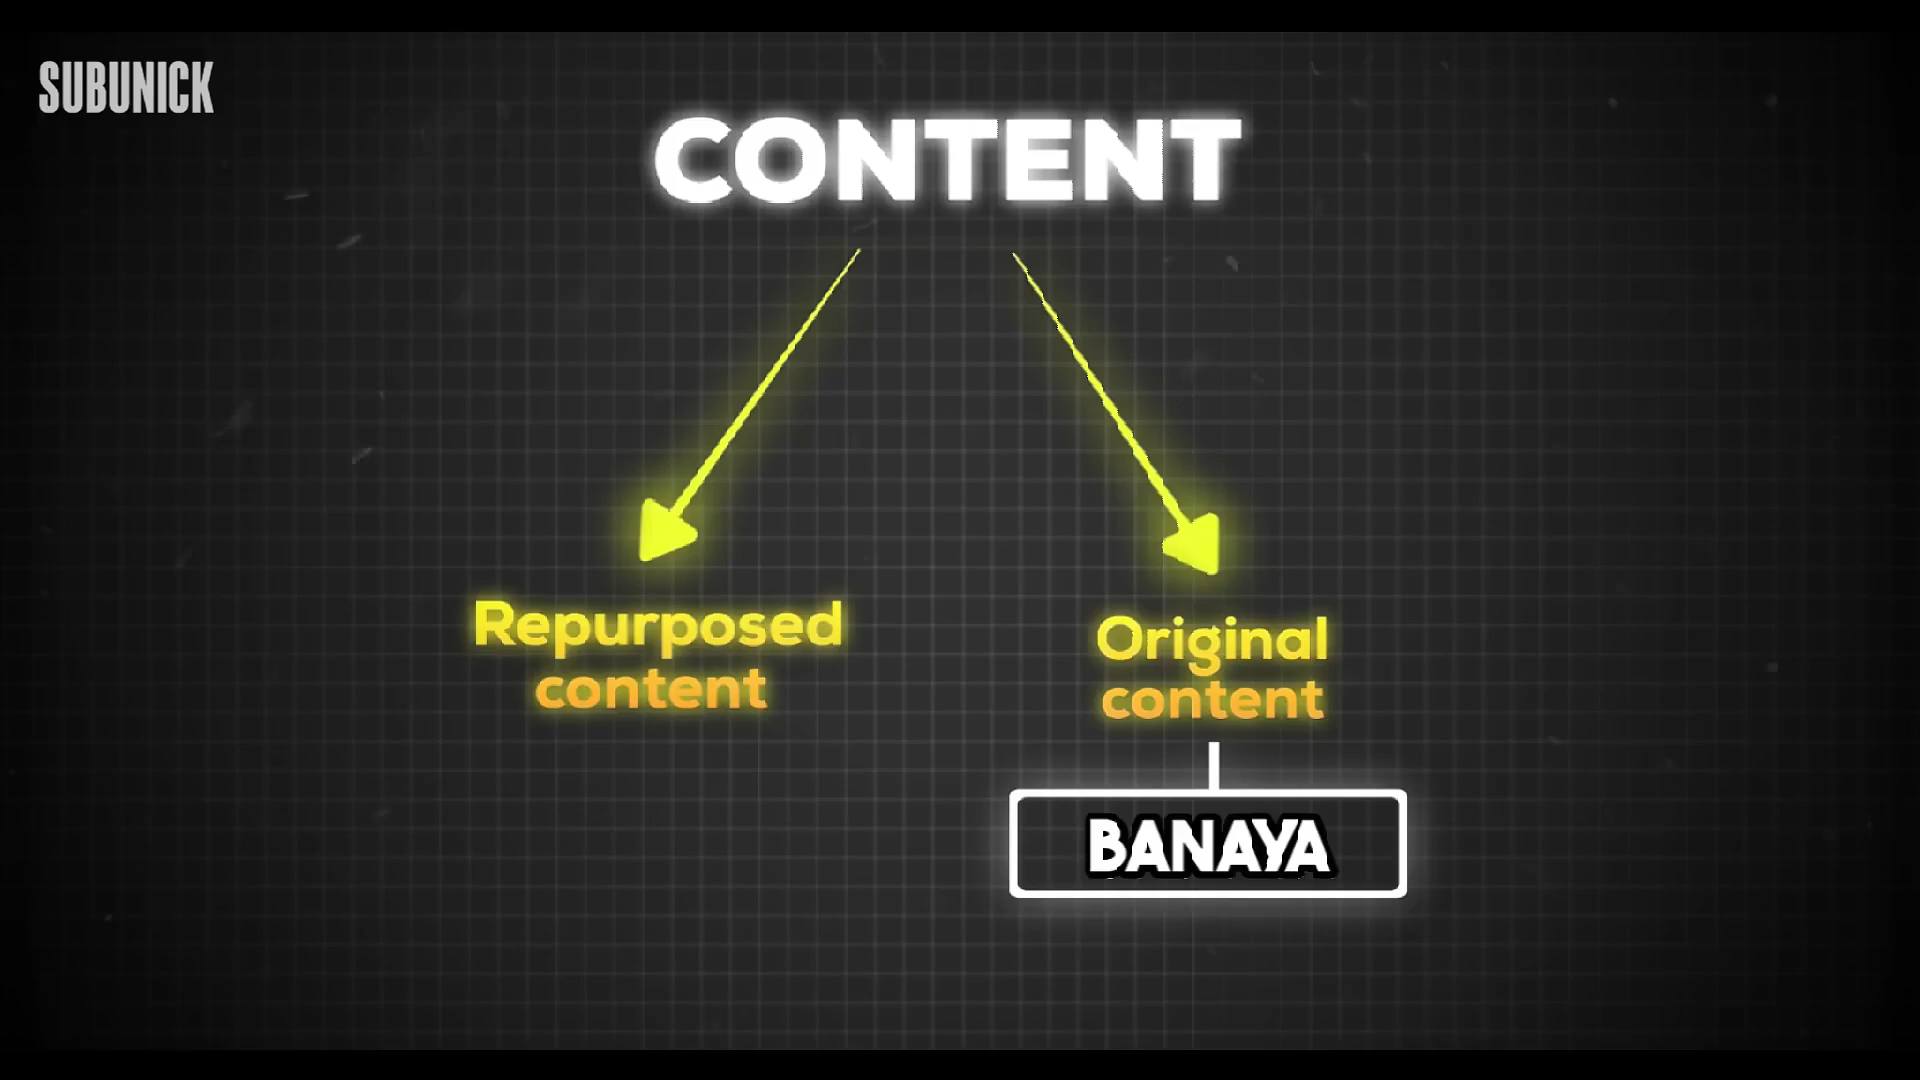 SUBUNICK
CONTENT
Repurposed
content
Original
content
BANAYA